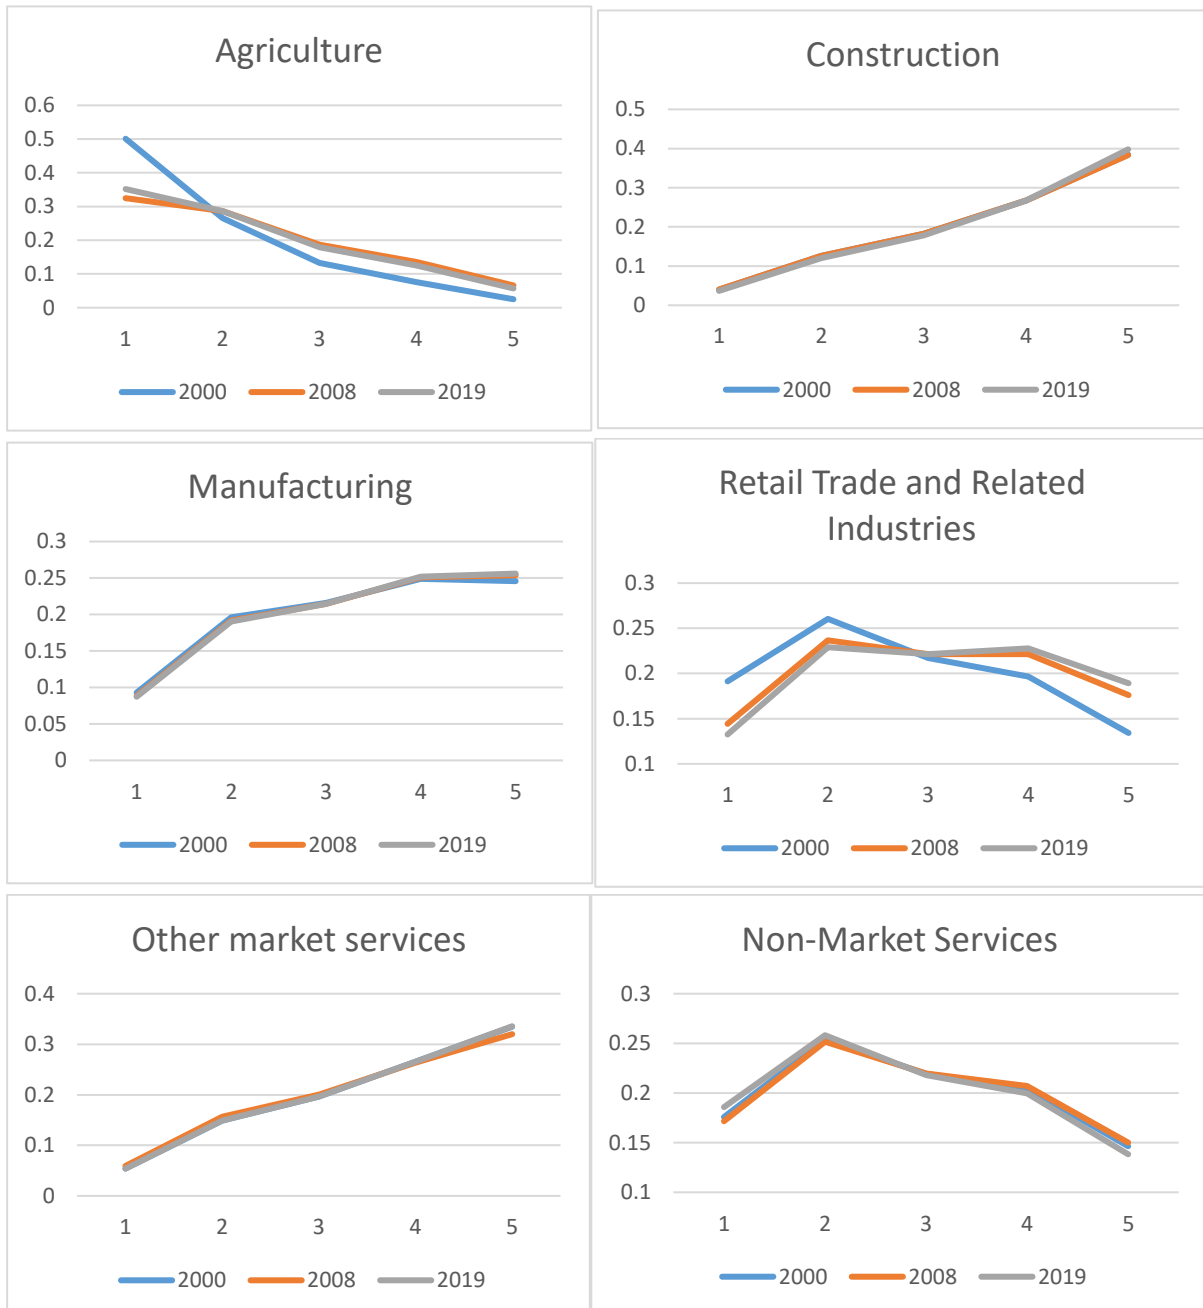 Agriculture
0.6
0.5
0.4
0.3
0.2
0.1
0
1 2 3 4 5
2000 2008 2019
Construction
0.5
0.4
0.3
0.2
0.1
0
1 2 3 4 5
2000 2008 2019
Manufacturing
0.3
0.25
0.2
0.15
0.1
0.05
0
1 2 3 4 5
2000 2008 2019
Retail Trade and Related
Industries
0.3
0.25
0.2
0.15
0.1
1 2 3 4 5
2000 2008 2019
Other market services
0.4
0.3
0.2
0.1
0
1 2 3 4 5
2000 2008 2019
Non-Market Services
0.3
0.25
0.2
0.15
0.1
1 2 3 4 5
2000 2008 2019